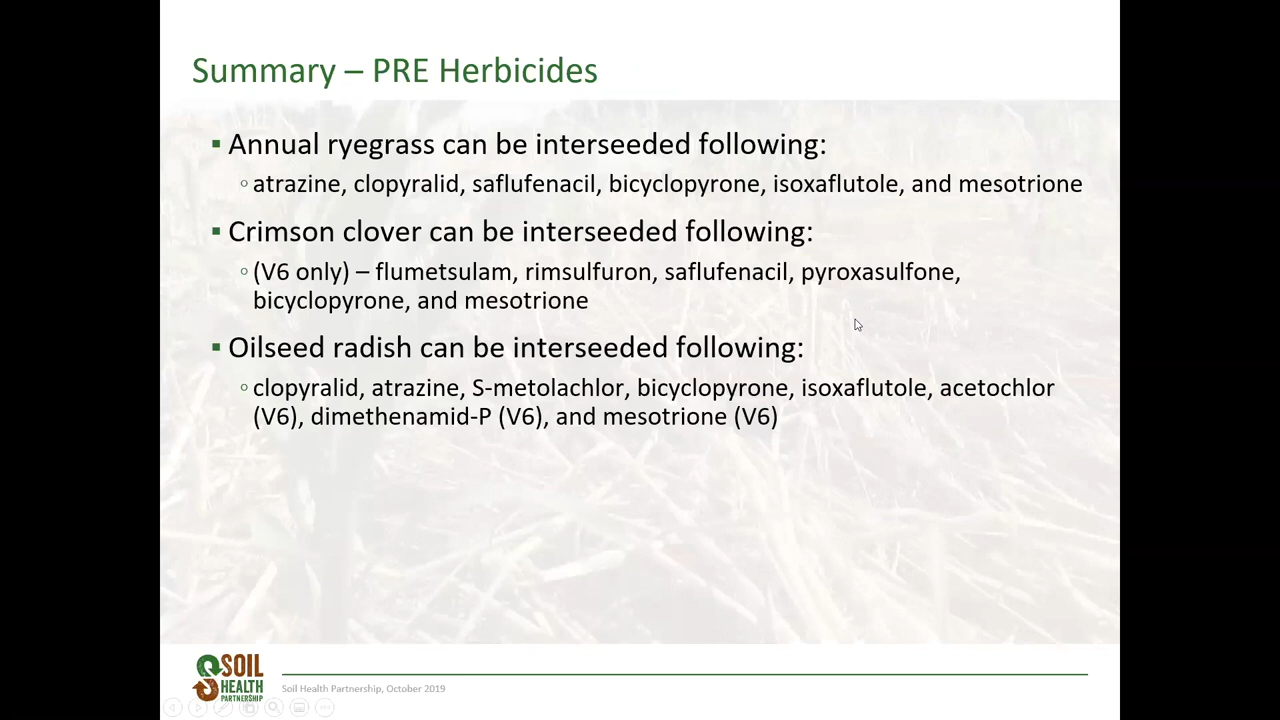 Summary – PRE Herbicides
▪ Annual ryegrass can be interseeded following:
◦ atrazine, clopyralid, saflufenacil, bicyclopyrone, isoxaflutole, and mesotrione
▪ Crimson clover can be interseeded following:
◦ (V6 only) – flumetsulam, rimsulfuron, saflufenacil, pyroxasulfone,
bicyclopyrone, and mesotrione
▪ Oilseed radish can be interseeded following:
◦ clopyralid, atrazine, S-metolachlor, bicyclopyrone, isoxaflutole, acetochlor
(V6), dimethenamid-P (V6), and mesotrione (V6)
SOIL
HEALTH
PARTNERSHIP
Soil Health Partnership, October 2019